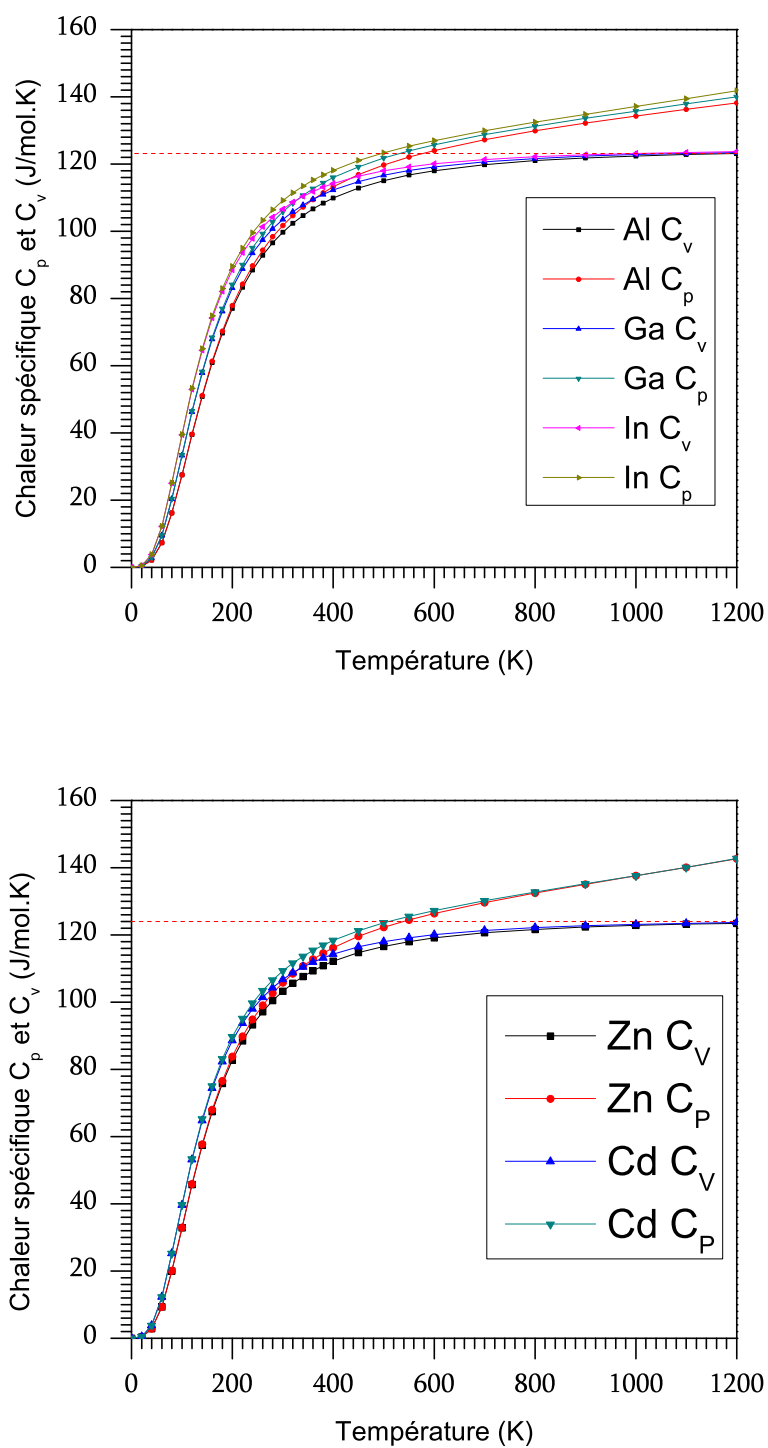 160
140
120
100
80
60
40
20
0
Chaleur spécifique Cp et Cv (J/mol.K)
Al Cv
Al Cp
Ga Cv
Ga Cp
In Cv
In Cp
0 200 400 600 800 1000 1200
Température (K)
160
140
120
100
80
60
40
20
0
Chaleur spécifique Cp et Cv (J/mol.K)
Zn CV
Zn CP
Cd CV
Cd CP
0 200 400 600 800 1000 1200
Température (K)